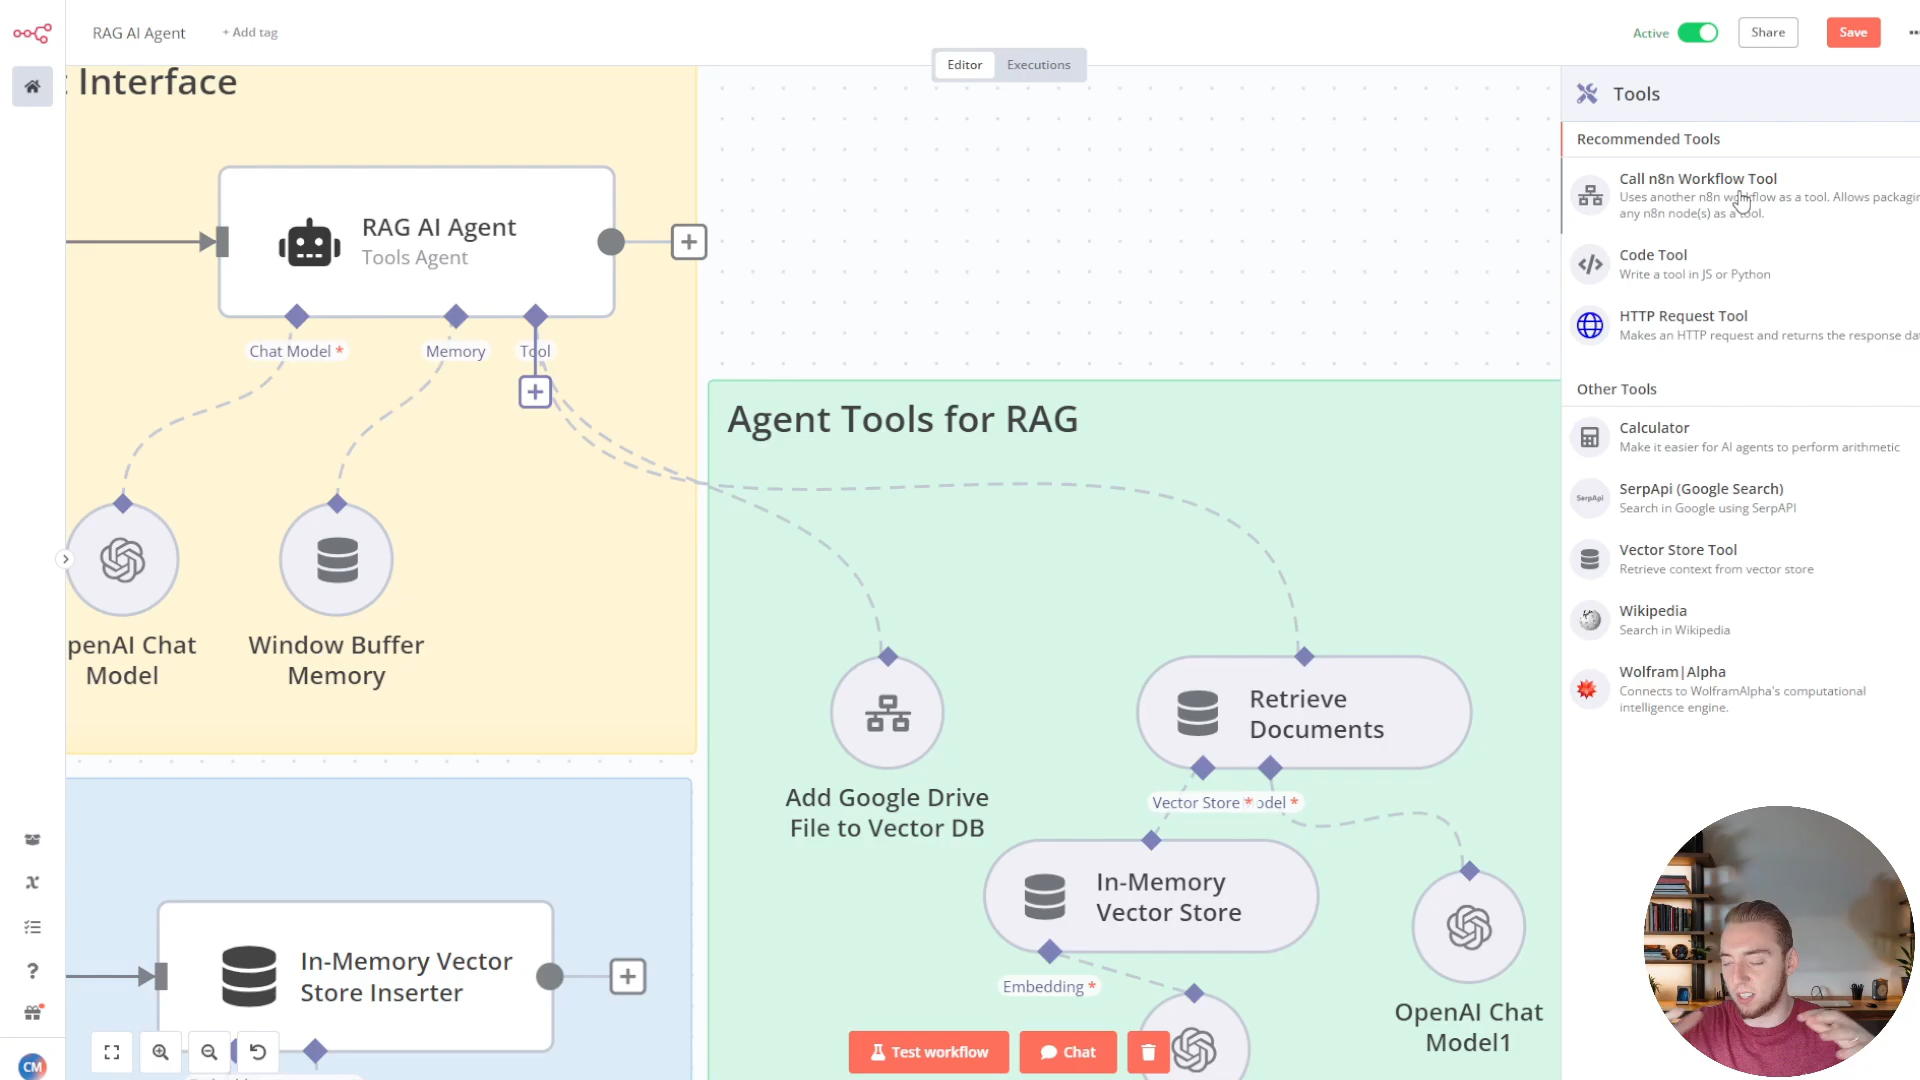 RAG AI Agent
+ Add tag
Active
Share
Save
Editor
Executions
Interface
RAG AI Agent
Tools Agent
Chat Model *
Memory
Tool
penAI Chat
Model
Window Buffer
Memory
Agent Tools for RAG
Add Google Drive
File to Vector DB
Retrieve
Documents
Vector Store *
odel *
In-Memory
Vector Store
Embedding *
OpenAI Chat
Model1
In-Memory Vector
Store Inserter
Test workflow
Chat
CM
Tools
Recommended Tools
Call n8n Workflow Tool
Uses another n8n workflow as a tool. Allows packagin
any n8n node(s) as a tool.
Code Tool
Write a tool in JS or Python
HTTP Request Tool
Makes an HTTP request and returns the response da
Other Tools
Calculator
Make it easier for AI agents to perform arithmetic
SerpApi
SerpApi (Google Search)
Search in Google using SerpAPI
Vector Store Tool
Retrieve context from vector store
Wikipedia
Search in Wikipedia
Wolfram|Alpha
Connects to WolframAlpha's computational
intelligence engine.